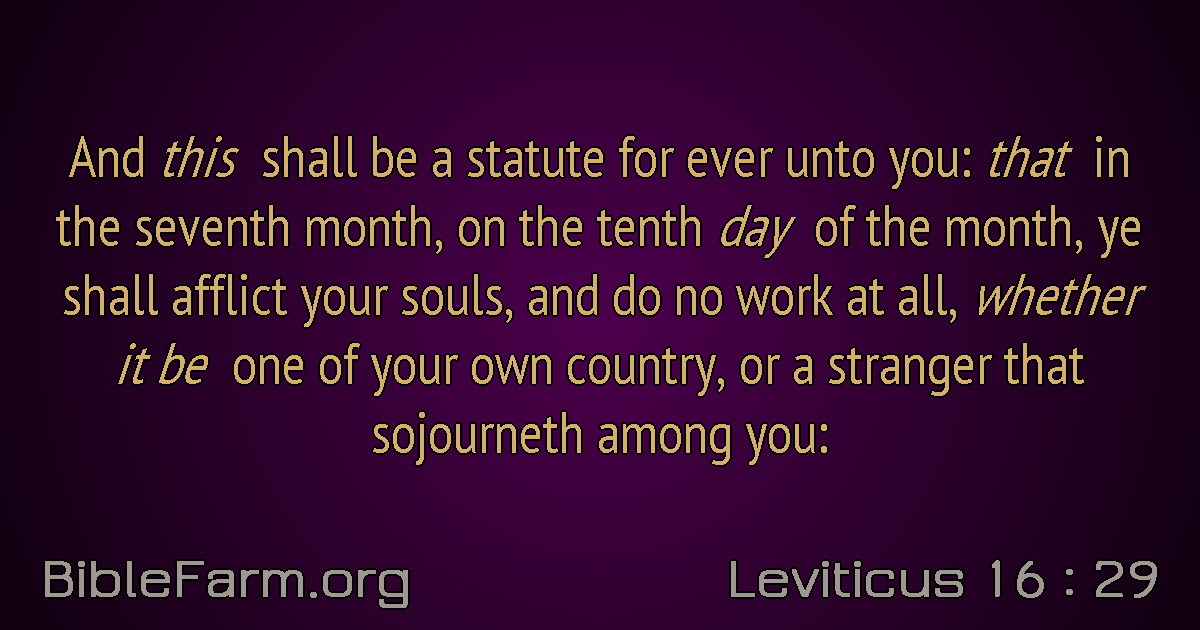 And this shall be a statute for ever unto you: that in
the seventh month, on the tenth day of the month, ye
shall afflict your souls, and do no work at all, whether
it be one of your own country, or a stranger that
sojourneth among you:
BibleFarm.org
Leviticus 16 : 29